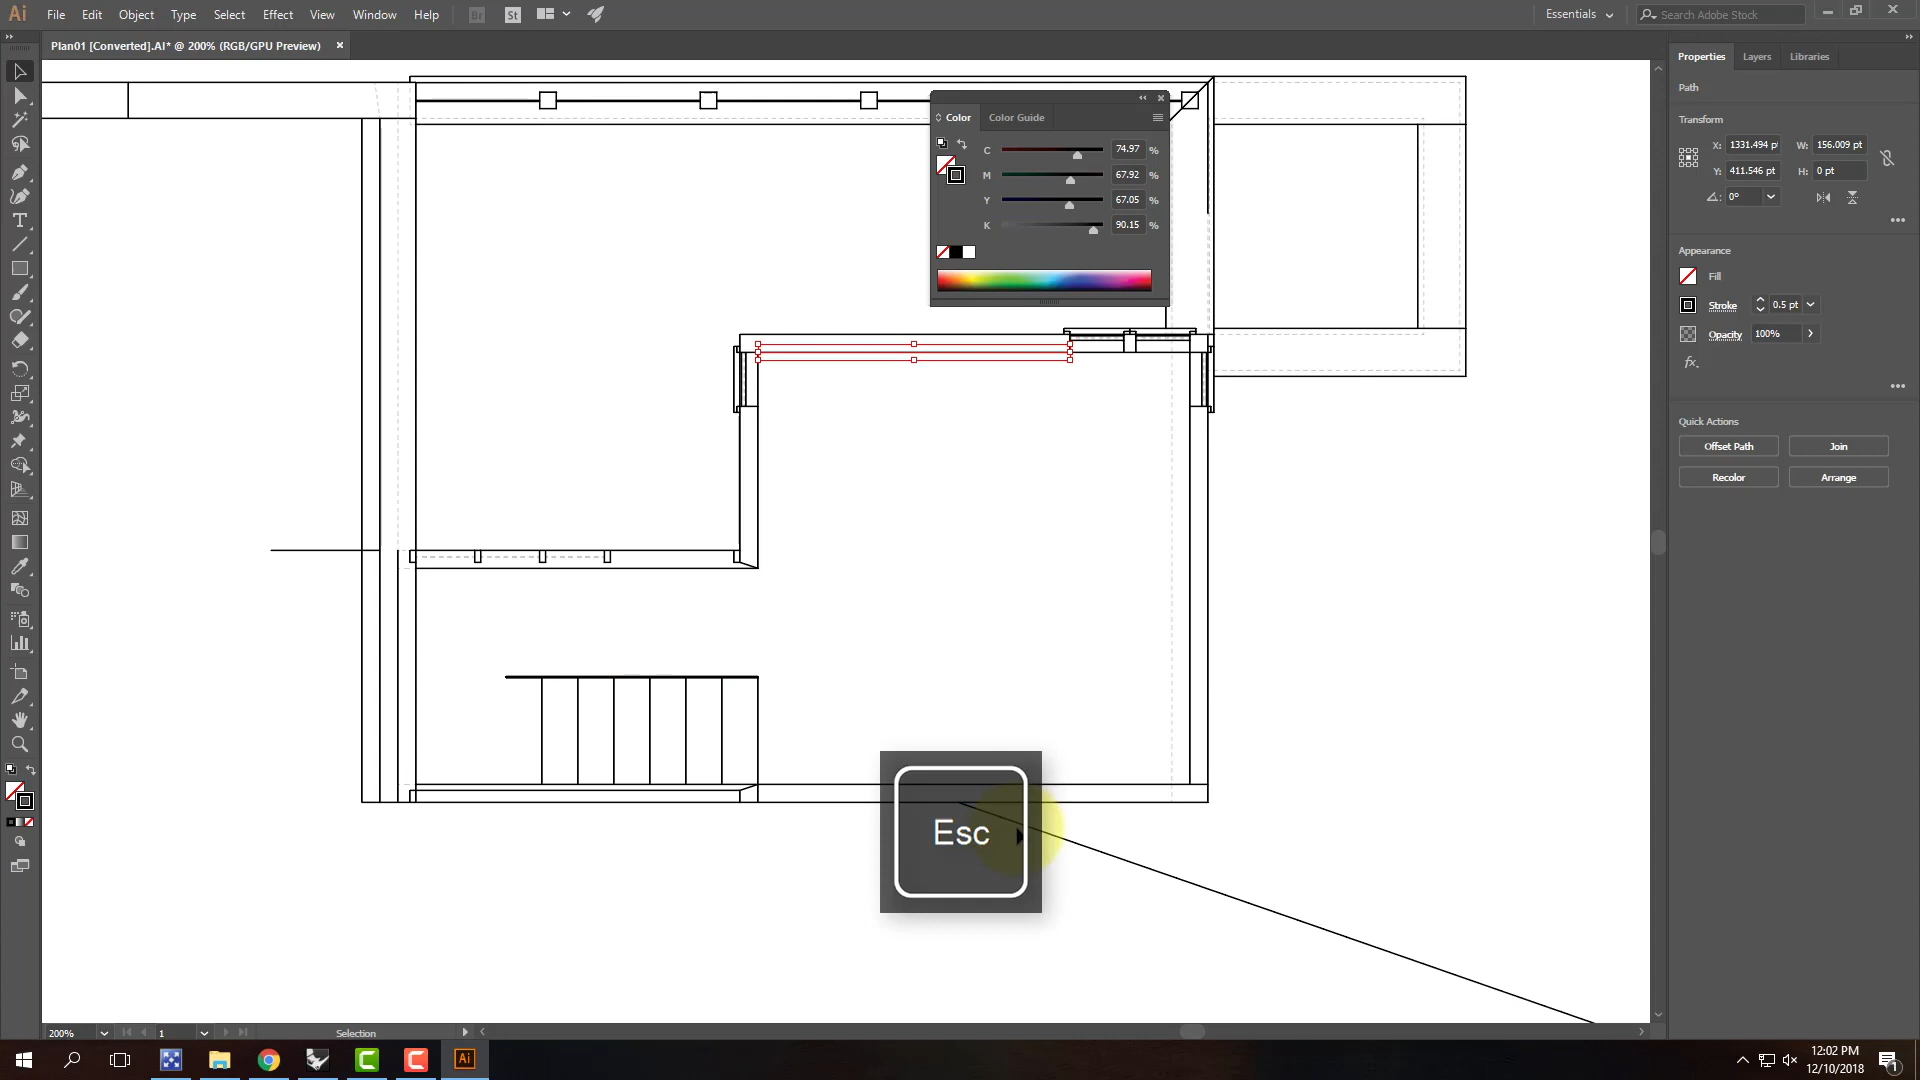 Ai File Edit Object Type Select Effect View Window Help Br St Essentials Search Adobe Stock
Plan01 [Converted].AI* @ 200% (RGB/GPU Preview)
Properties Layers Libraries
Path
Transform
X: 1331.494 pt W: 156.009 pt
Y: 411.546 pt H: 0 pt
0°
Appearance
Fill
Stroke 0.5 pt
Opacity 100%
fx.
Quick Actions
Offset Path Join
Recolor Arrange
Color Color Guide
C 74.97 %
M 67.92 %
Y 67.05 %
K 90.15 %
Esc
200% 1 Selection
Ai
12:02 PM
12/10/2018
1